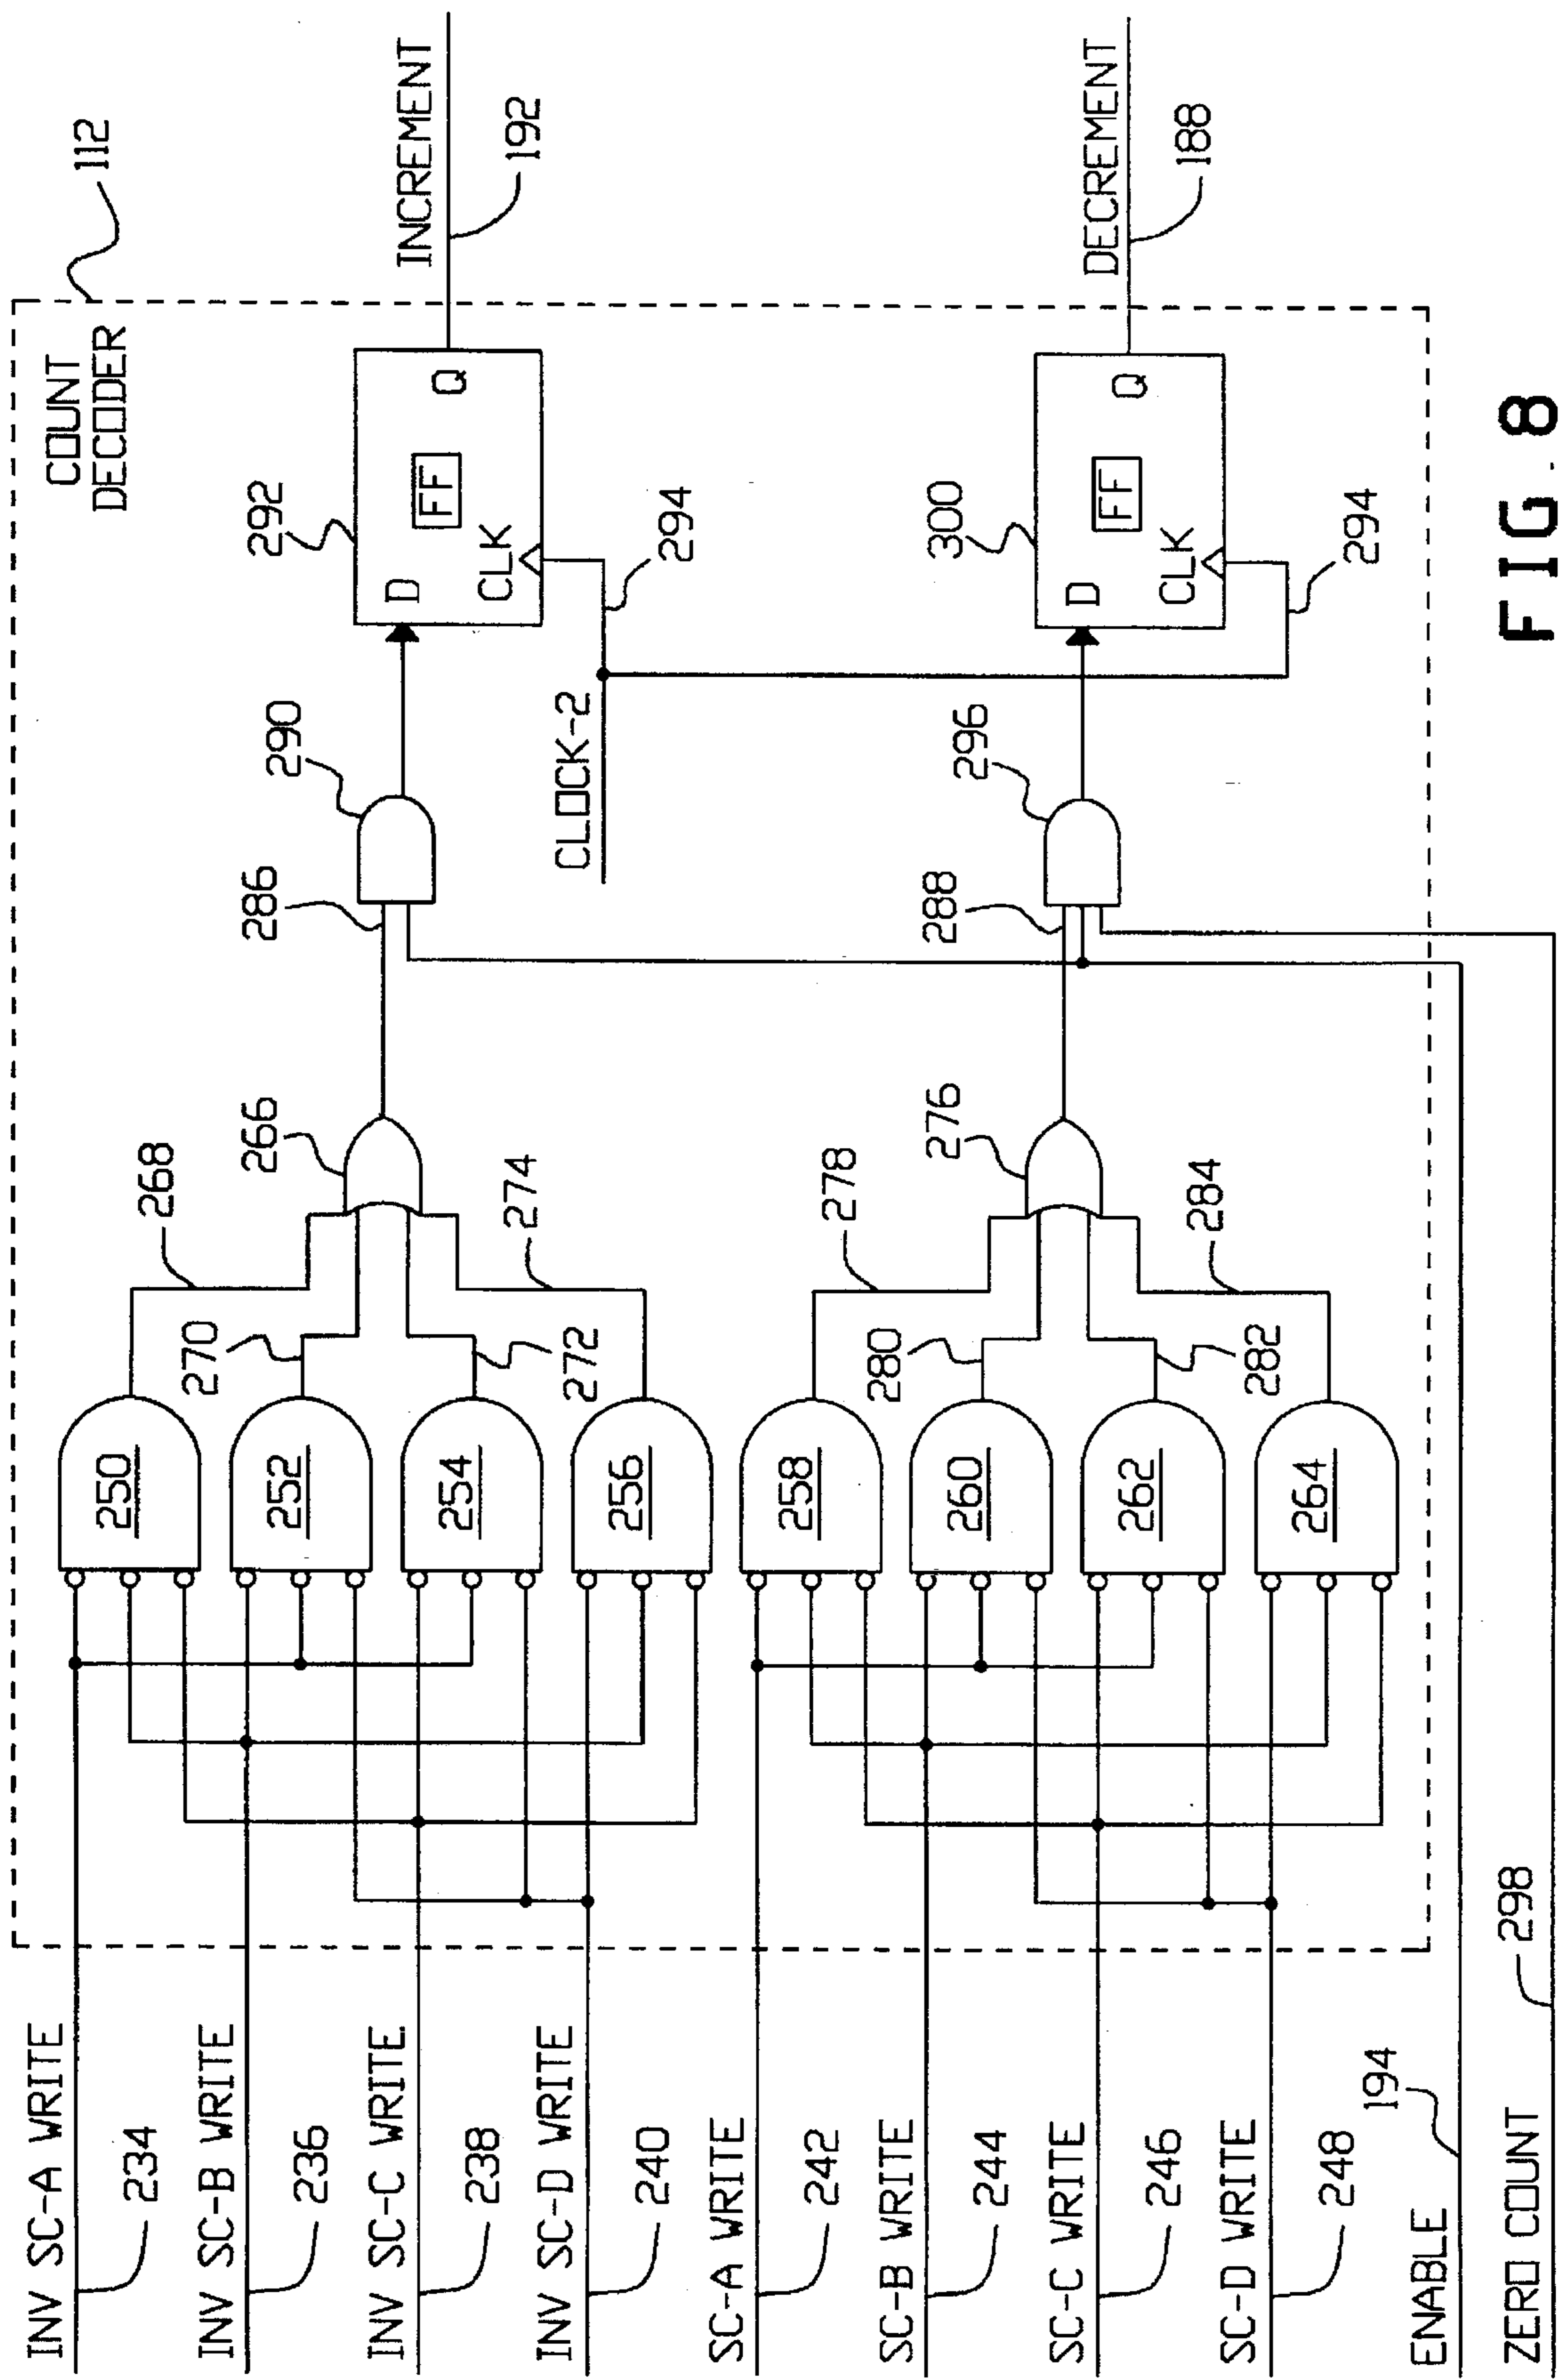 COUNT
DECODER
112
INCREMENT
192
292
D
FF
Q
CLK
294
290
286
CLOCK-2
266
268
270
272
274
250
252
254
256
INV SC-A WRITE
234
INV SC-B WRITE
236
INV SC-C WRITE
238
INV SC-D WRITE
240
DECREMENT
188
300
D
FF
Q
CLK
294
296
288
276
278
280
282
284
258
260
262
264
SC-A WRITE
242
SC-B WRITE
244
SC-C WRITE
246
SC-D WRITE
248
ENABLE
194
ZERO COUNT
298
FIG. 8